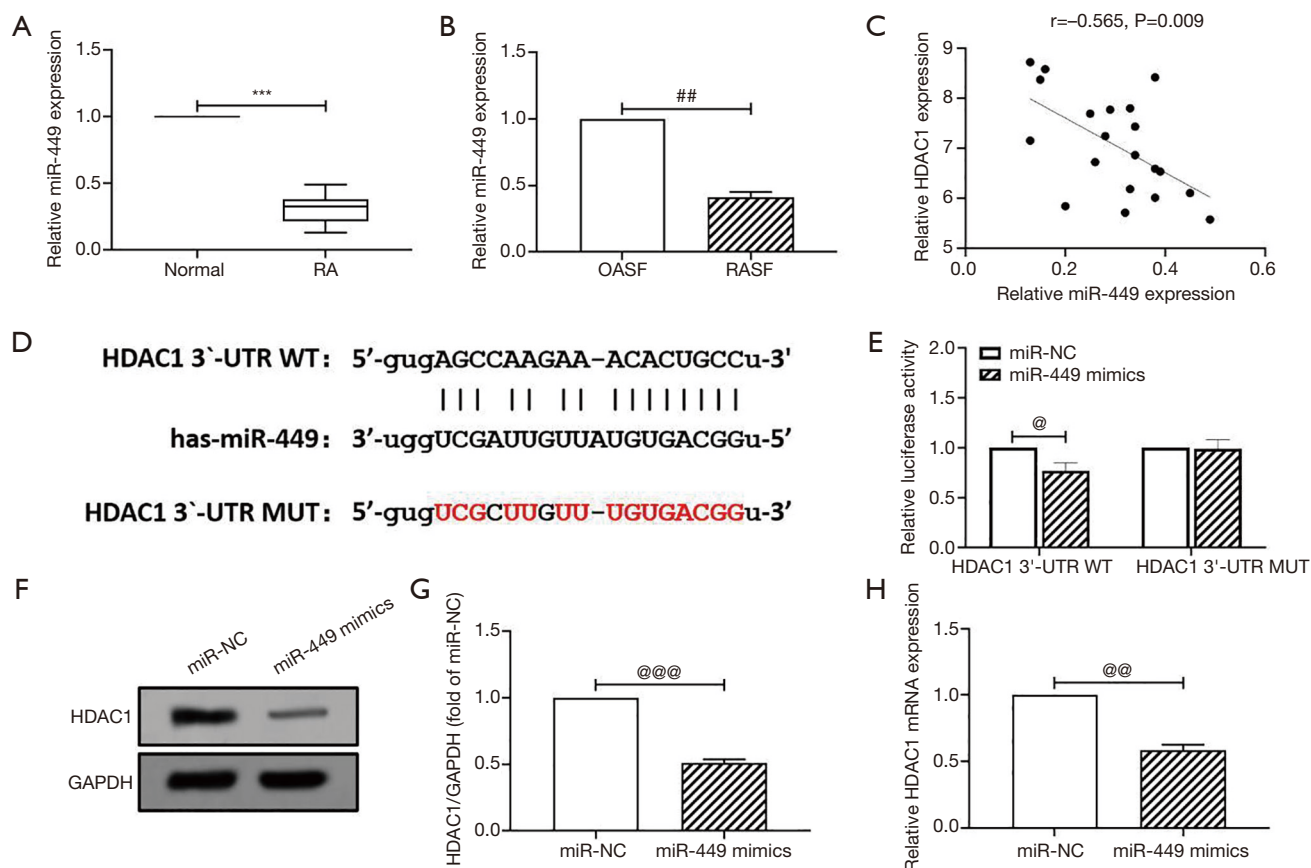 A
Relative miR-449 expression
1.5
1.0
0.5
0.0
***
Normal
RA
B
Relative miR-449 expression
1.5
1.0
0.5
0.0
##
OASF
RASF
C
r=–0.565, P=0.009
Relative HDAC1 expression
9
8
7
6
5
0.0
0.2
0.4
0.6
Relative miR-449 expression
D
HDAC1 3`-UTR WT: 5’-gugAGCCAAGAA–ACACUGCCu-3'
has-miR-449: 3’-uggUCGAUUGUUAUGUGACGGu-5’
HDAC1 3`-UTR MUT: 5’-gugUCGCUUGUU–UGUGACGGu-3’
E
Relative luciferase activity
2.0
1.5
1.0
0.5
0.0
miR-NC
miR-449 mimics
@
HDAC1 3'-UTR WT
HDAC1 3'-UTR MUT
F
miR-NC
miR-449 mimics
HDAC1
GAPDH
G
HDAC1/GAPDH (fold of miR-NC)
1.5
1.0
0.5
0.0
@@@
miR-NC
miR-449 mimics
H
Relative HDAC1 mRNA expression
1.5
1.0
0.5
0.0
@@
miR-NC
miR-449 mimics